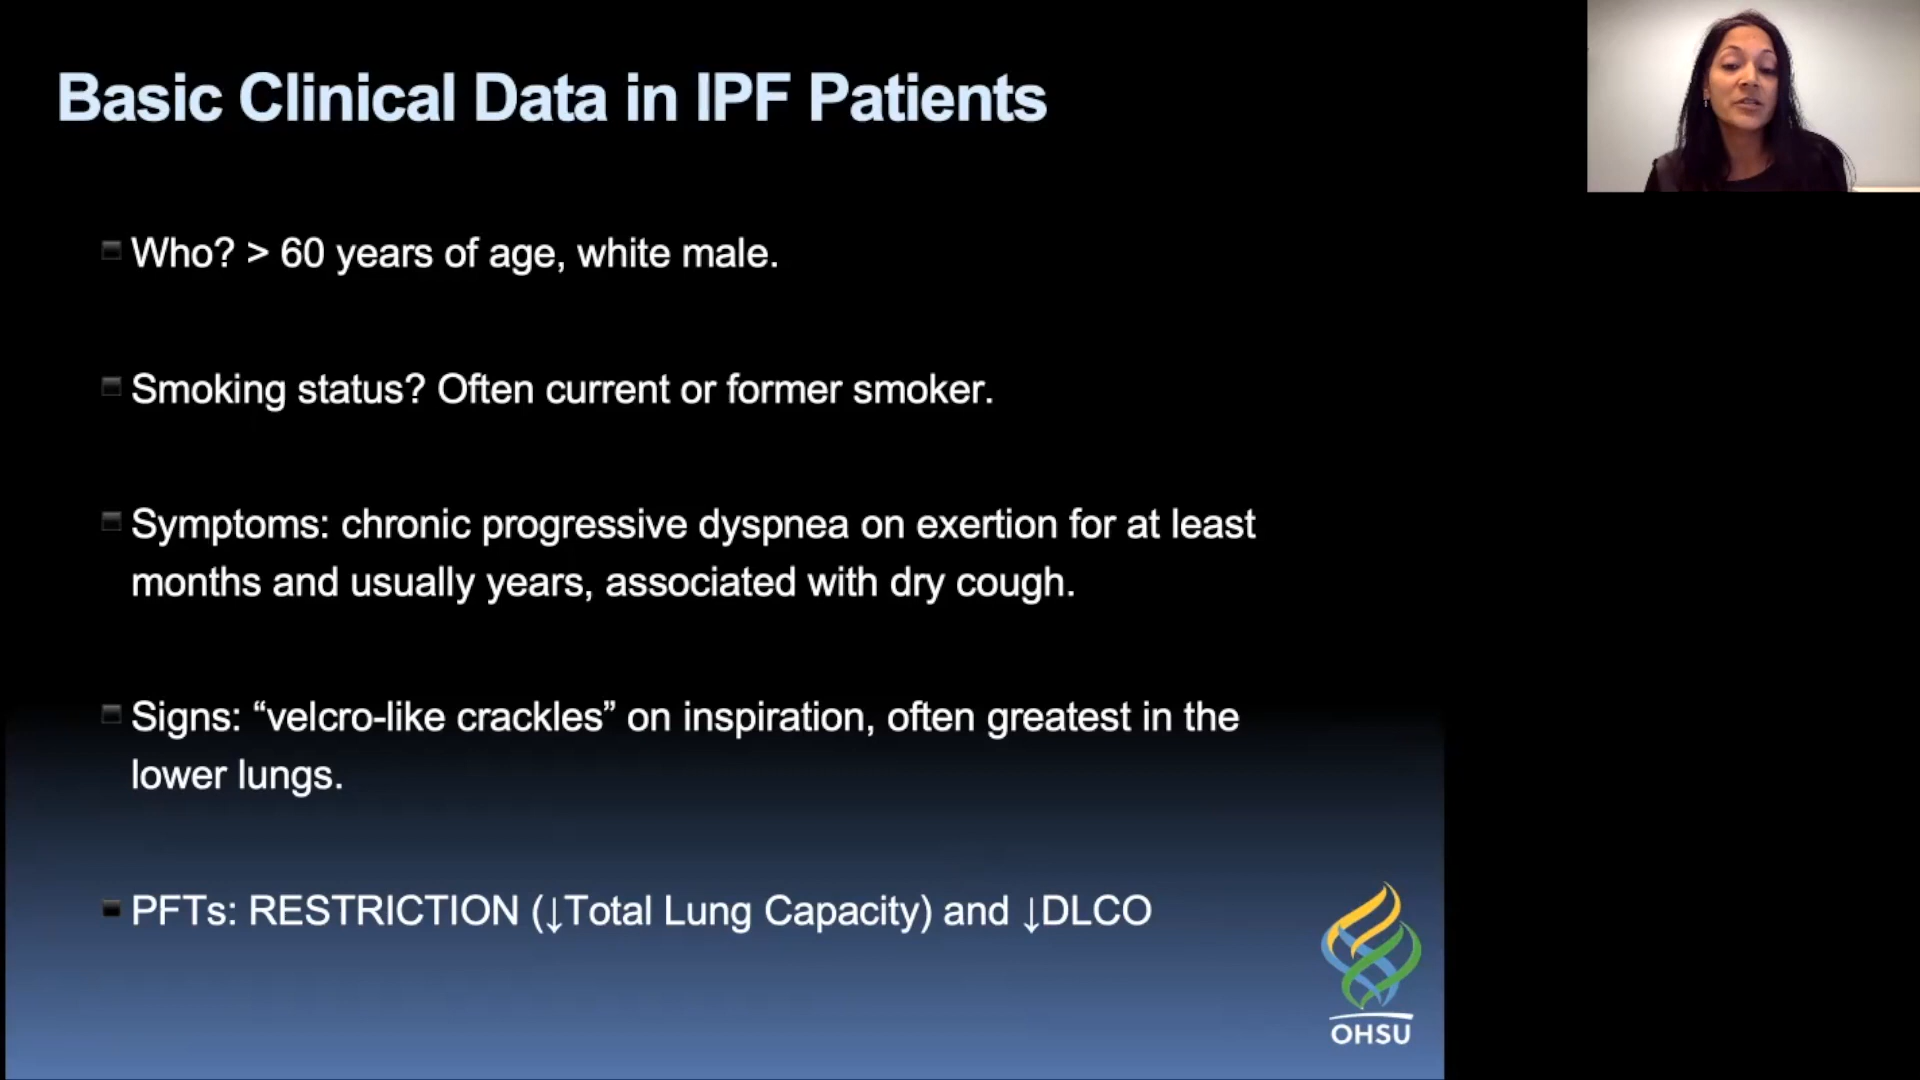 Basic Clinical Data in IPF Patients
Who? > 60 years of age, white male.
Smoking status? Often current or former smoker.
Symptoms: chronic progressive dyspnea on exertion for at least
months and usually years, associated with dry cough.
Signs: “velcro-like crackles” on inspiration, often greatest in the
lower lungs.
PFTs: RESTRICTION (↓Total Lung Capacity) and ↓DLCO
OHSU